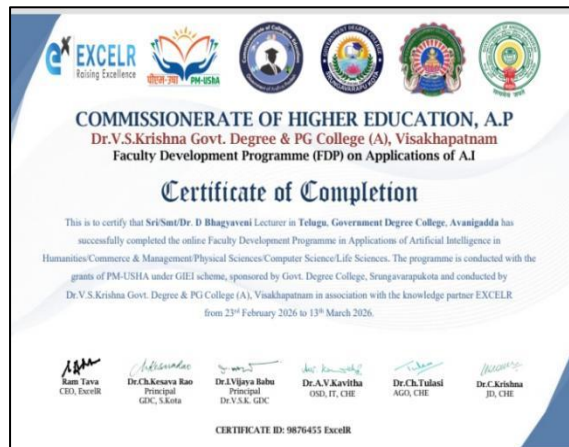 EXCELR
Raising Excellence
पीएम-उषा PM-USHA
COMMISSIONERATE OF HIGHER EDUCATION, A.P
Dr.V.S.Krishna Govt. Degree & PG College (A), Visakhapatnam
Faculty Development Programme (FDP) on Applications of A.I
Certificate of Completion
This is to certify that Sri/Smt/Dr. D Bhagyaveni Lecturer in Telugu, Government Degree College, Avanigadda has
successfully completed the online Faculty Development Programme in Applications of Artificial Intelligence in
Humanities/Commerce & Management/Physical Sciences/Computer Science/Life Sciences. The programme is conducted with the
grants of PM-USHA under GIEI scheme, sponsored by Govt. Degree College, Srungavarapukota and conducted by
Dr.V.S.Krishna Govt. Degree & PG College (A), Visakhapatnam in association with the knowledge partner EXCELR
from 23rd February 2026 to 13th March 2026.
Ram Tava Dr.Ch.Kesava Rao Dr.I.Vijaya Babu Dr.A.V.Kavitha Dr.Ch.Tulasi Dr.C.Krishna
CEO, ExcelR Principal Principal OSD, IT, CHE AGO, CHE JD, CHE
GDC, S.Kota Dr.V.S.K. GDC
CERTIFICATE ID: 9876455 ExcelR